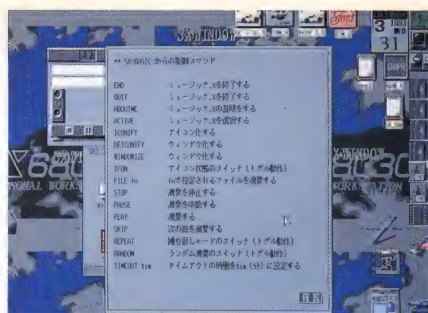 SX-WINDOW
** SX-BASIC からの制御コマンド
END ミュージック.Xを終了する
QUIT ミュージック.Xを終了する
ABOUTME ミュージック.Xの説明をする
ACTIVE ミュージック.Xを選択する
ICONIFY アイコン化する
DEICONIFY ウィンドウ化する
WINDOWIZE ウィンドウ化する
ICON アイコン状態のスイッチ (トグル動作)
FILE fn fnで指定されるファイルを演奏する
STOP 演奏を停止する
PAUSE 演奏を中断する
PLAY 演奏する
SKIP 次の曲を演奏する
REPEAT 繰り返しモードのスイッチ (トグル動作)
RANDOM ランダム演奏のスイッチ (トグル動作)
TIMEOUT tim タイムアウトの時間をtim (分) に設定する
確認
3
31
X680
SONAL WORKSTATION